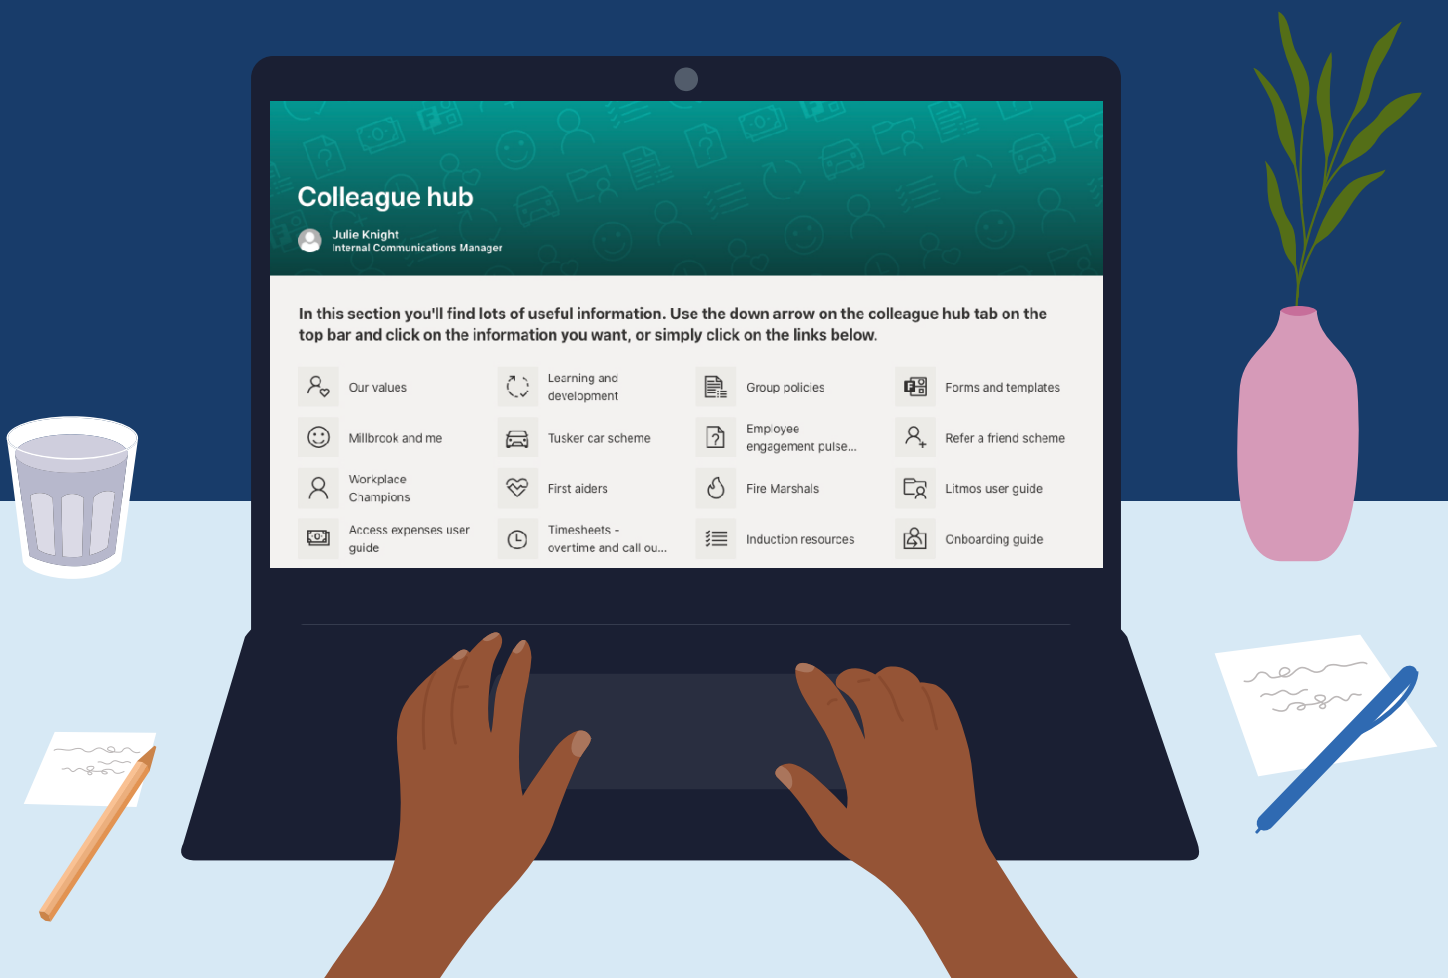 Colleague hub
Julie Knight
Internal Communications Manager
In this section you'll find lots of useful information. Use the down arrow on the colleague hub tab on the
top bar and click on the information you want, or simply click on the links below.
Our values
Learning and
development
Group policies
Forms and templates
Millbrook and me
Tusker car scheme
Employee
engagement pulse...
Refer a friend scheme
Workplace
Champions
First aiders
Fire Marshals
Litmos user guide
Access expenses user
guide
Timesheets -
overtime and call ou...
Induction resources
Onboarding guide